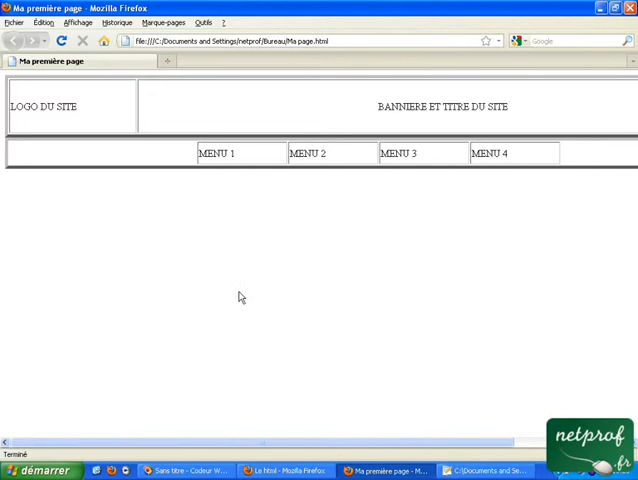 Ma première page - Mozilla Firefox
Fichier Édition Affichage Historique Marque-pages Outils ?
file:///C:/Documents and Settings/netprof/Bureau/Ma page.html
Google
Ma première page
LOGO DU SITE
BANNIERE ET TITRE DU SITE
MENU 1 MENU 2 MENU 3 MENU 4
Terminé
démarrer
Sans titre - Codeur W...
Le html - Mozilla Firefox
Ma première page - M...
C:\Documents and Se...
netprof
.fr